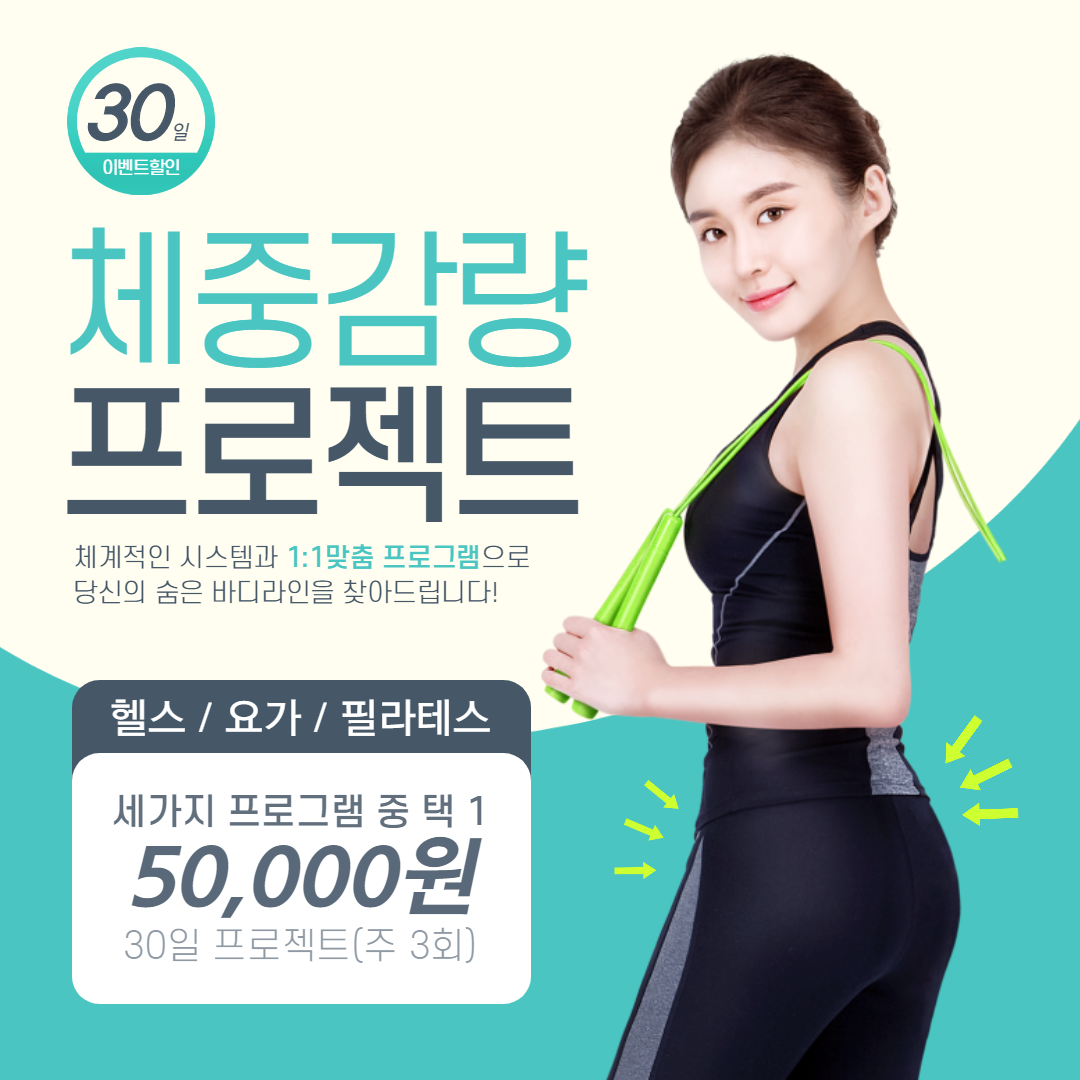 30일
이벤트할인
체중감량
프로젝트
체계적인 시스템과 1:1맞춤 프로그램으로
당신의 숨은 바디라인을 찾아드립니다!
헬스 / 요가 / 필라테스
세가지 프로그램 중 택 1
50,000원
30일 프로젝트(주 3회)